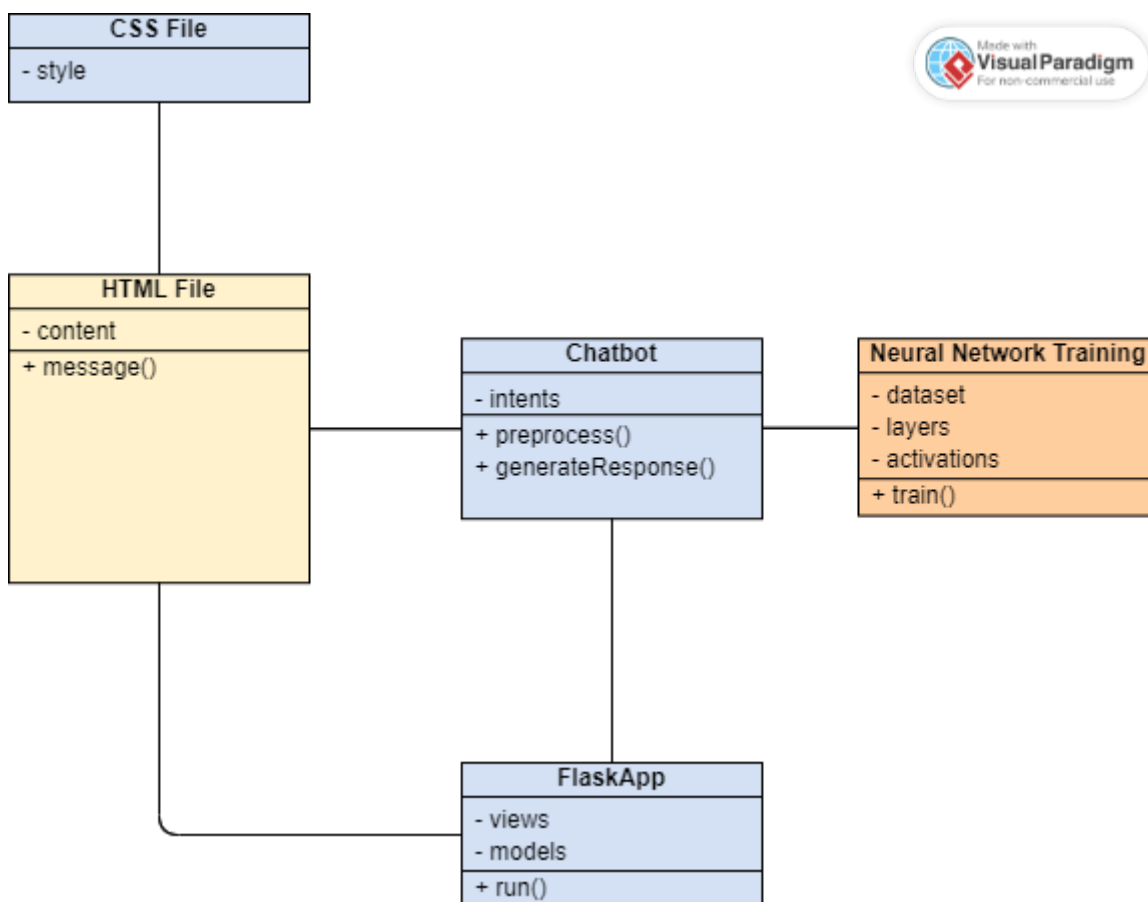 CSS File
- style
Made with
Visual Paradigm
For non-commercial use
HTML File
- content
+ message()
Chatbot
- intents
+ preprocess()
+ generateResponse()
Neural Network Training
- dataset
- layers
- activations
+ train()
FlaskApp
- views
- models
+ run()